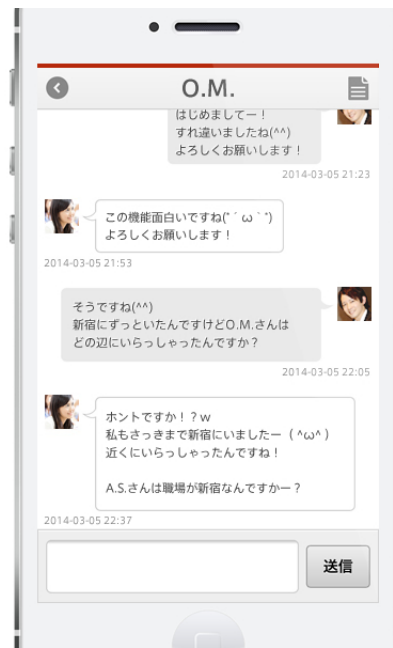 O.M.
はじめましてー！
すれ違いましたね(^^)
よろしくお願いします！
2014-03-05 21:23
この機能面白いですね(*´ω｀*)
よろしくお願いします！
2014-03-05 21:53
そうですね(^^)
新宿にずっといたんですけどO.M.さんは
どの辺にいらっしゃったんですか？
2014-03-05 22:05
ホントですか！？w
私もさっきまで新宿にいましたー（^ω^）
近くにいらっしゃったんですね！
A.S.さんは職場が新宿なんですかー？
2014-03-05 22:37
送信